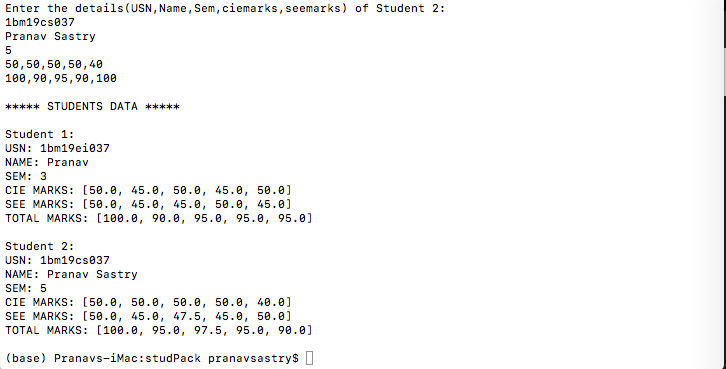 Enter the details(USN,Name,Sem,ciemarks,seemarks) of Student 2:
1bm19cs037
Pranav Sastry
5
50,50,50,50,40
100,90,95,90,100
***** STUDENTS DATA *****
Student 1:
USN: 1bm19ei037
NAME: Pranav
SEM: 3
CIE MARKS: [50.0, 45.0, 50.0, 45.0, 50.0]
SEE MARKS: [50.0, 45.0, 45.0, 50.0, 45.0]
TOTAL MARKS: [100.0, 90.0, 95.0, 95.0, 95.0]
Student 2:
USN: 1bm19cs037
NAME: Pranav Sastry
SEM: 5
CIE MARKS: [50.0, 50.0, 50.0, 50.0, 40.0]
SEE MARKS: [50.0, 45.0, 47.5, 45.0, 50.0]
TOTAL MARKS: [100.0, 95.0, 97.5, 95.0, 90.0]
(base) Pranavs-iMac:studPack pranavsastry$